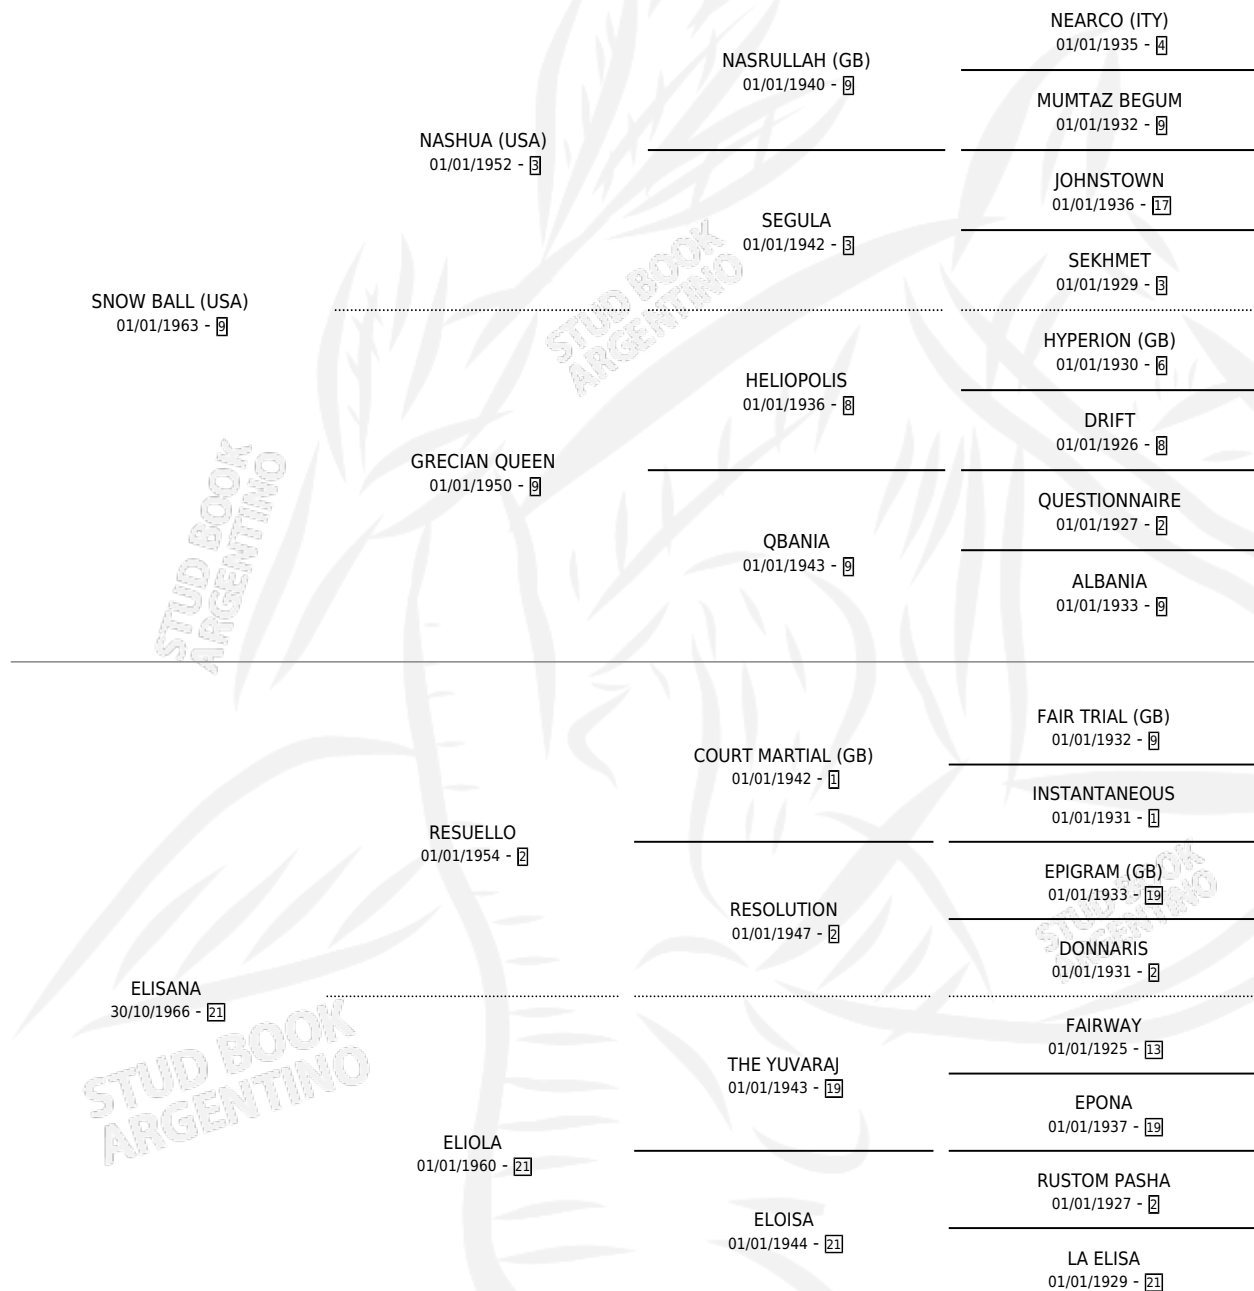 NEARCO (ITY)
01/01/1935 - 4
NASRULLAH (GB)
01/01/1940 - 9
MUMTAZ BEGUM
01/01/1932 - 9
NASHUA (USA)
01/01/1952 - 3
JOHNSTOWN
01/01/1936 - 17
SEGULA
01/01/1942 - 3
SEKHMET
01/01/1929 - 3
SNOW BALL (USA)
01/01/1963 - 9
STUD BOOK
ARGENTINO
HYPERION (GB)
01/01/1930 - 6
HELIOPOLIS
01/01/1936 - 8
DRIFT
01/01/1926 - 8
GRECIAN QUEEN
01/01/1950 - 9
QUESTIONNAIRE
01/01/1927 - 2
QBANIA
01/01/1943 - 9
ALBANIA
01/01/1933 - 9
STUD BOOK
ARGENTINO
FAIR TRIAL (GB)
01/01/1932 - 9
COURT MARTIAL (GB)
01/01/1942 - 1
INSTANTANEOUS
01/01/1931 - 1
RESUELLO
01/01/1954 - 2
EPIGRAM (GB)
01/01/1933 - 19
RESOLUTION
01/01/1947 - 2
DONNARIS
01/01/1931 - 2
STUD BOOK
ARGENTINO
ELISANA
30/10/1966 - 21
STUD BOOK
ARGENTINO
FAIRWAY
01/01/1925 - 13
THE YUVARAJ
01/01/1943 - 19
EPONA
01/01/1937 - 19
ELIOLA
01/01/1960 - 21
RUSTOM PASHA
01/01/1927 - 2
ELOISA
01/01/1944 - 21
LA ELISA
01/01/1929 - 21